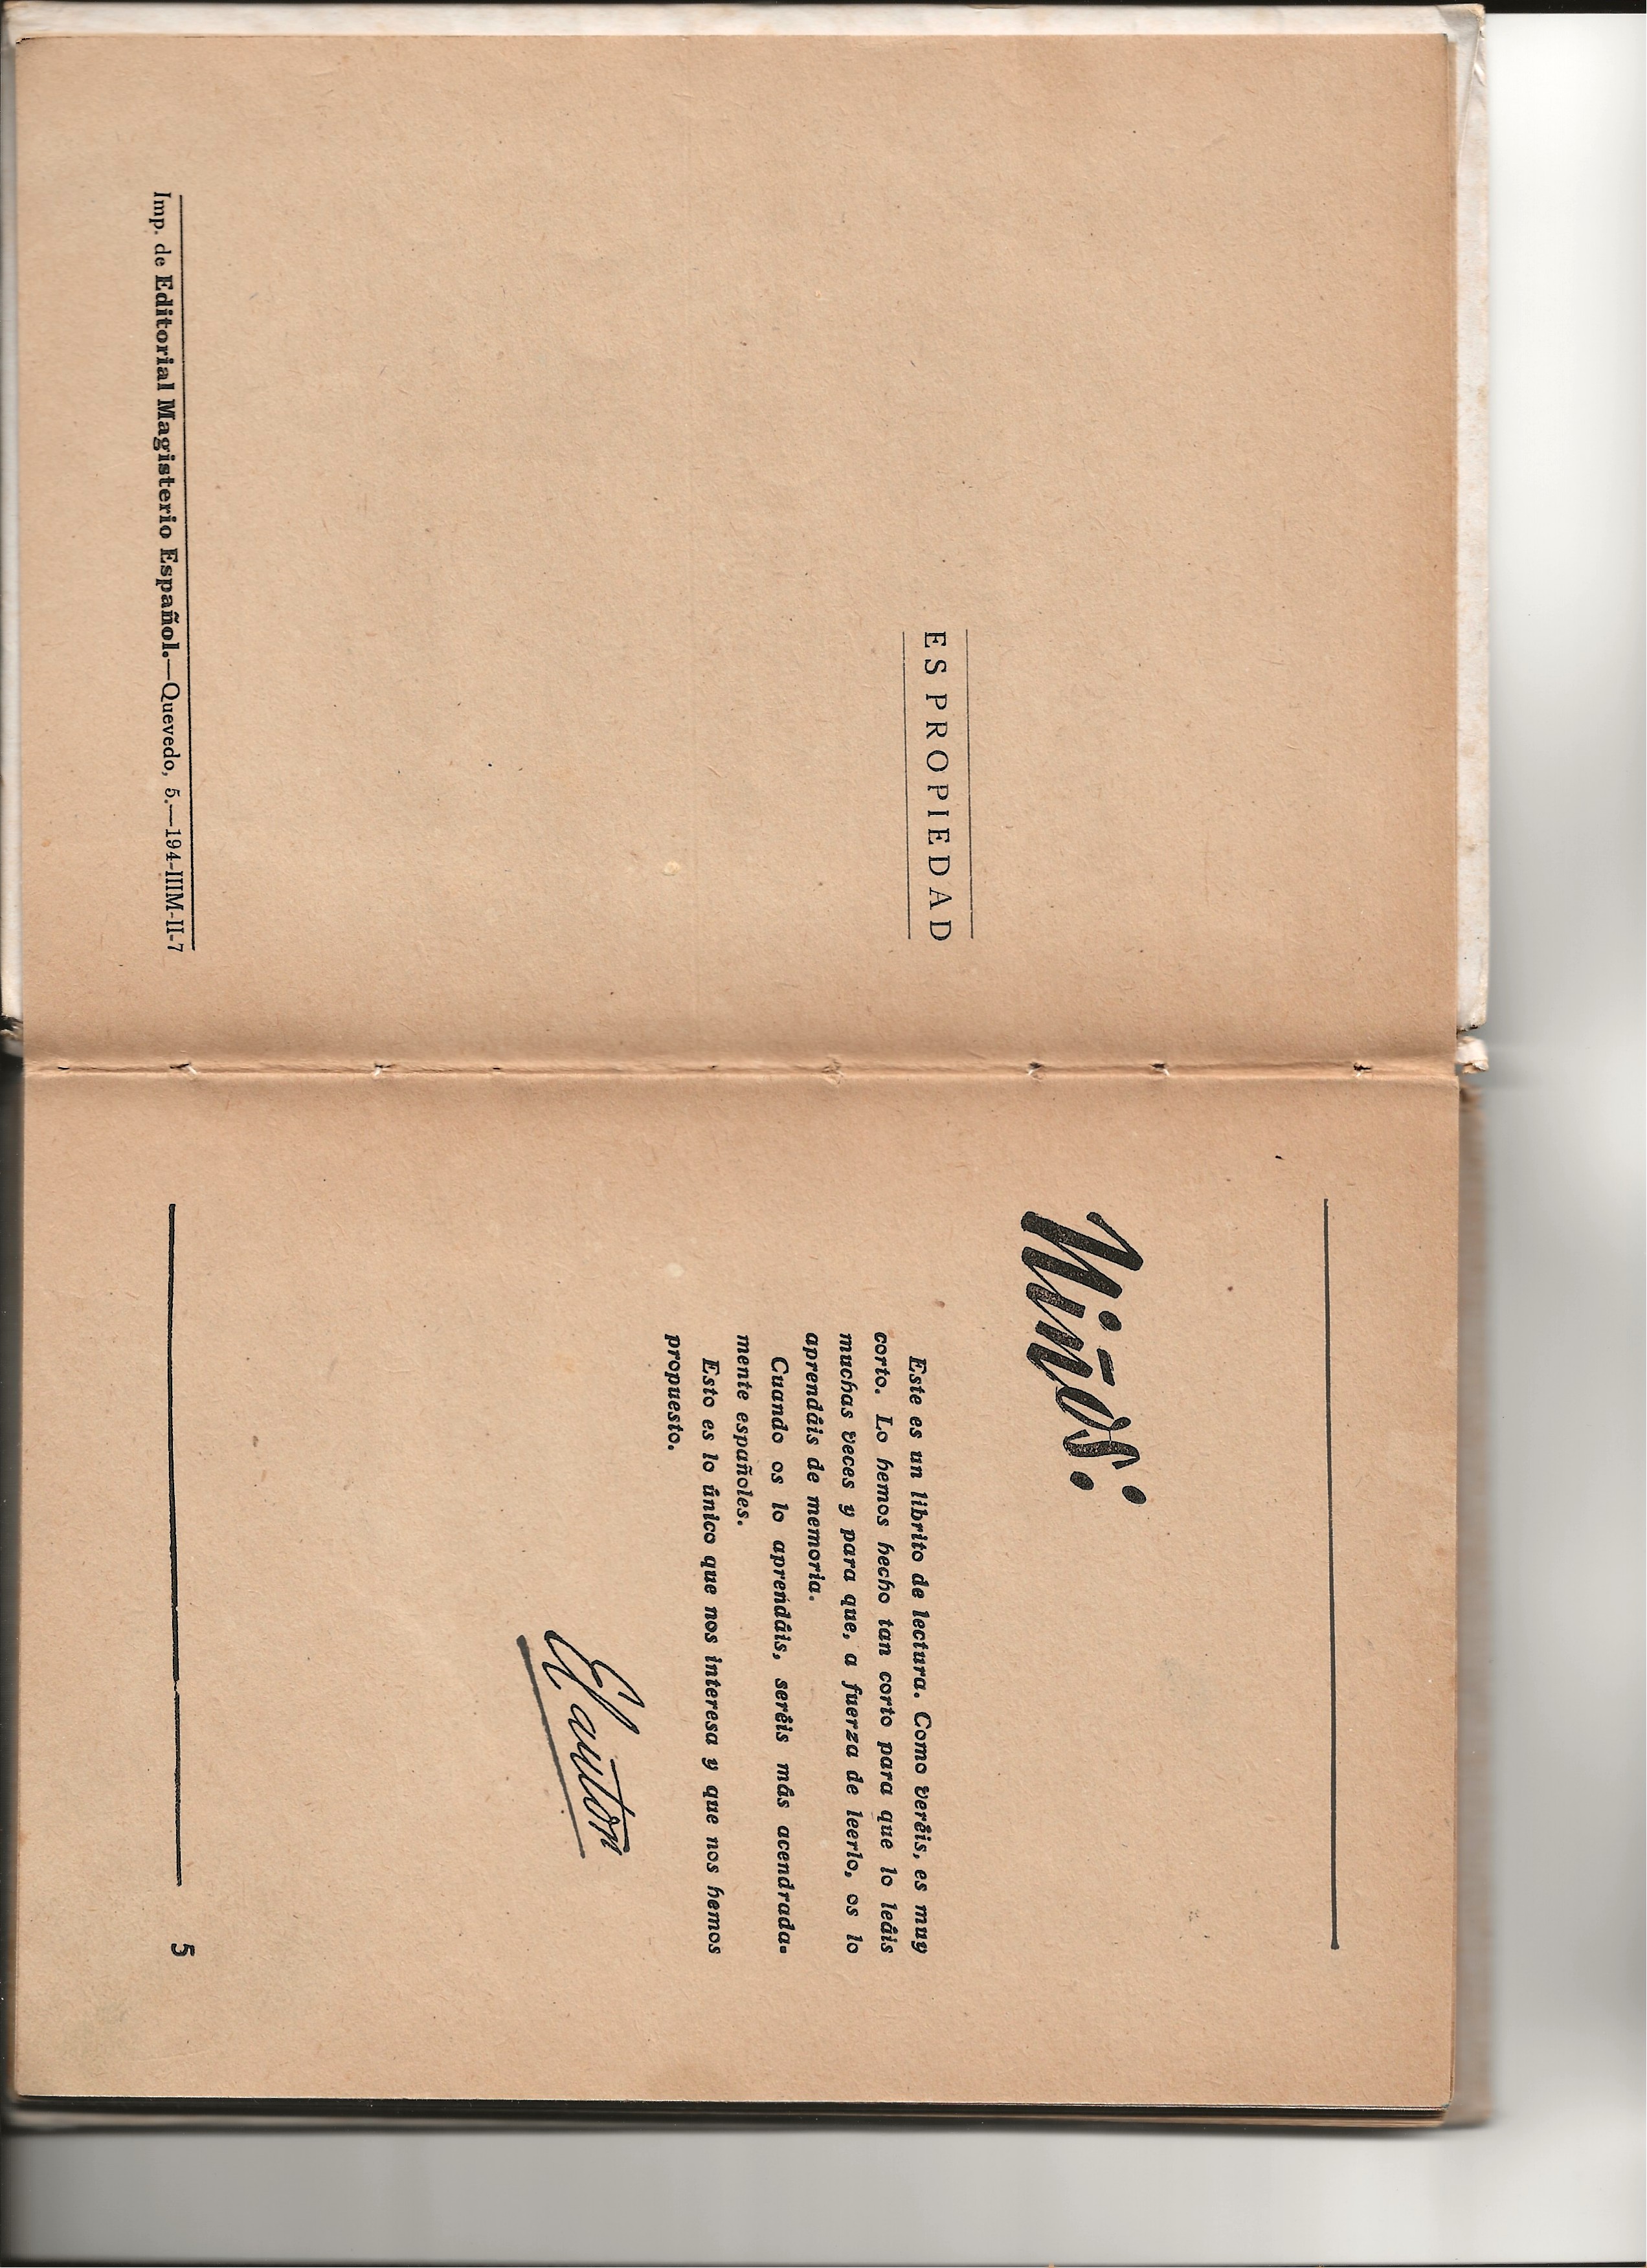 ES PROPIEDAD
Imp. de Editorial Magisterio Español.—Quevedo, 5.—194-IIIM-II-7
Niños:
Este es un librito de lectura. Como veréis, es muy
corto. Lo hemos hecho tan corto para que lo leáis
muchas veces y para que, a fuerza de leerlo, os lo
aprendáis de memoria.
Cuando os lo aprendáis, seréis más acendrada-
mente españoles.
Esto es lo único que nos interesa y que nos hemos
propuesto.
El autor
5